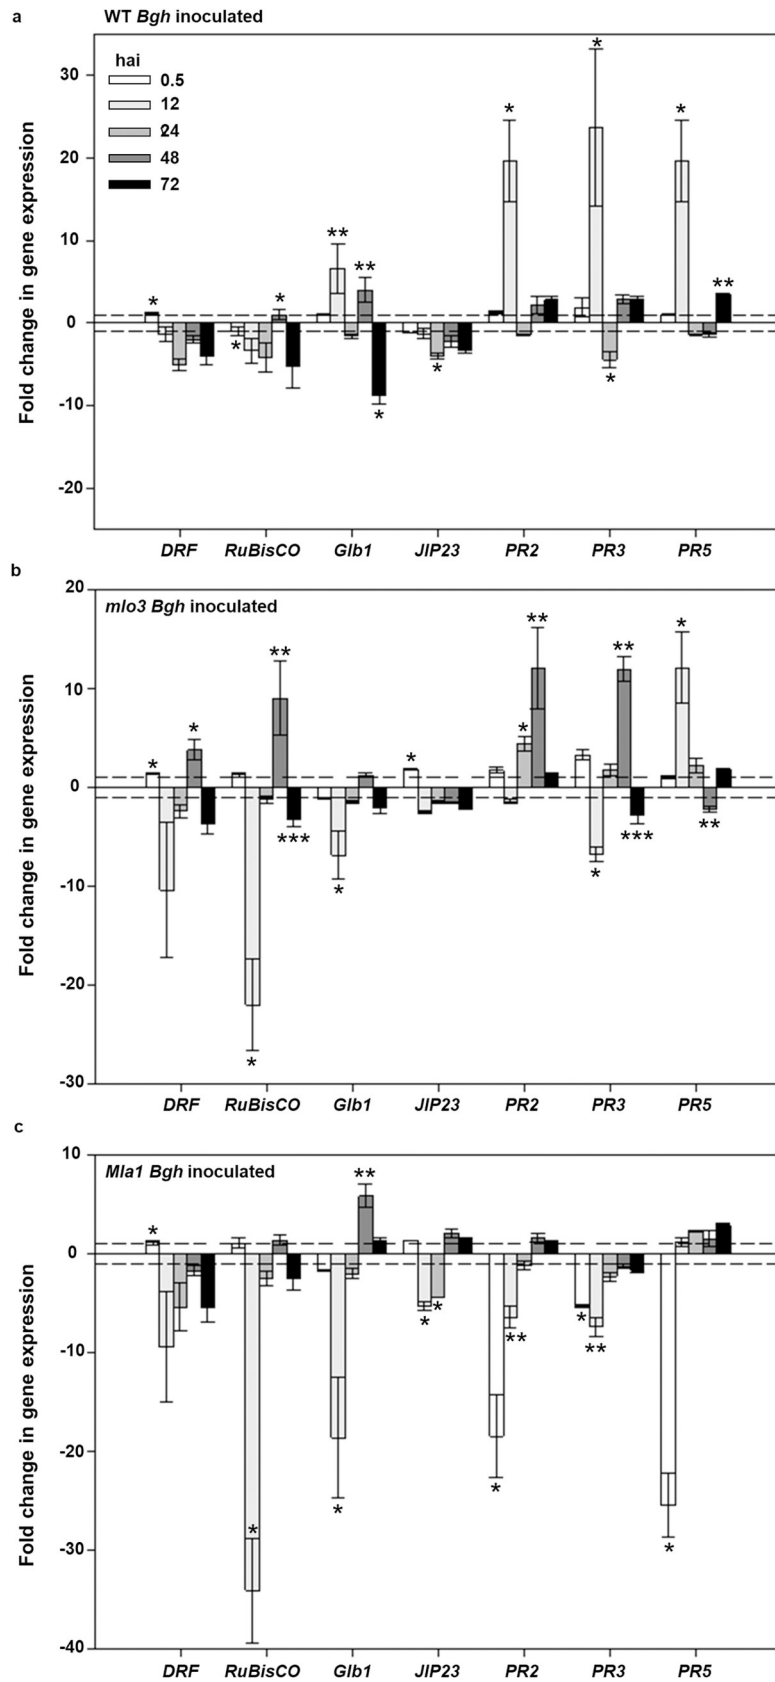 a
WT Bgh inoculated
hai
0.5
12
24
48
72
30
20
10
0
-10
-20
Fold change in gene expression
* * ** ** * * * * * * * * **
DRF RuBisCO Glb1 JIP23 PR2 PR3 PR5
b
mlo3 Bgh inoculated
20
10
0
-10
-20
-30
Fold change in gene expression
* * ** *** * * * * ** ** * *** * **
DRF RuBisCO Glb1 JIP23 PR2 PR3 PR5
c
Mla1 Bgh inoculated
10
0
-10
-20
-30
-40
Fold change in gene expression
* * ** * * * * ** * ** *
DRF RuBisCO Glb1 JIP23 PR2 PR3 PR5